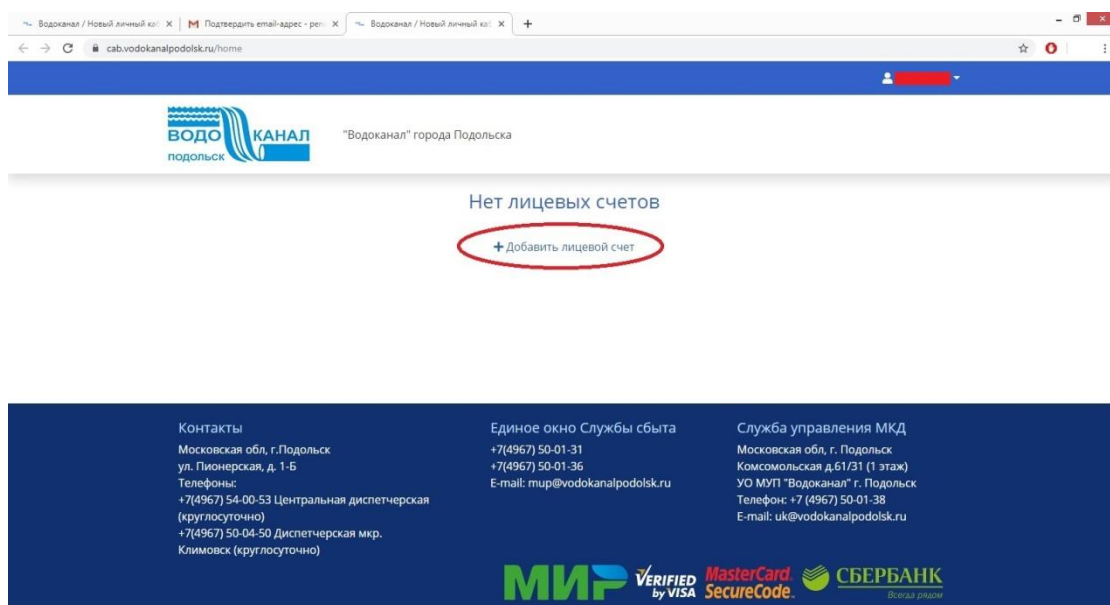 Водоканал / Новый личный каб
Подтвердить email-адрес - pers
Водоканал / Новый личный каб
cab.vodokanalpodolsk.ru/home
ВОДО КАНАЛ
ПОДОЛЬСК
"Водоканал" города Подольска
Нет лицевых счетов
+ Добавить лицевой счет
Контакты
Московская обл, г.Подольск
ул. Пионерская, д. 1-Б
Телефоны:
+7(4967) 54-00-53 Центральная диспетчерская
(круглосуточно)
+7(4967) 50-04-50 Диспетчерская мкр.
Климовск (круглосуточно)
Единое окно Службы сбыта
+7(4967) 50-01-31
+7(4967) 50-01-36
E-mail: mup@vodokanalpodolsk.ru
Служба управления МКД
Московская обл, г. Подольск
Комсомольская д.61/31 (1 этаж)
УО МУП "Водоканал" г. Подольск
Телефон: +7 (4967) 50-01-38
E-mail: uk@vodokanalpodolsk.ru
МИР
VERIFIED
by VISA
MasterCard.
SecureCode.
СБЕРБАНК
Всегда рядом